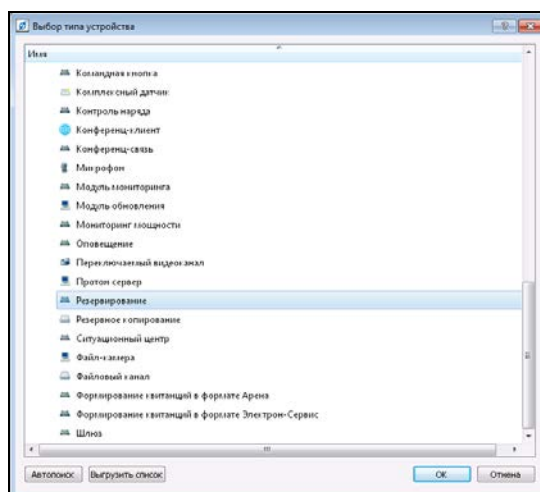 Выбор типа устройства
Имя
Командная кнопка
Комплексный датчик
Контроль наряда
Конференц-клиент
Конференц-связь
Микрофон
Модуль мониторинга
Модуль обновления
Мониторинг мощности
Оповещение
Переключаемый видеоканал
Протон сервер
Резервирование
Резервное копирование
Ситуационный центр
Файл-камера
Файловый канал
Формирование квитанций в формате Арена
Формирование квитанций в формате Электрон-Сервис
Шлюз
Автопоиск Выгрузить список ОК Отмена